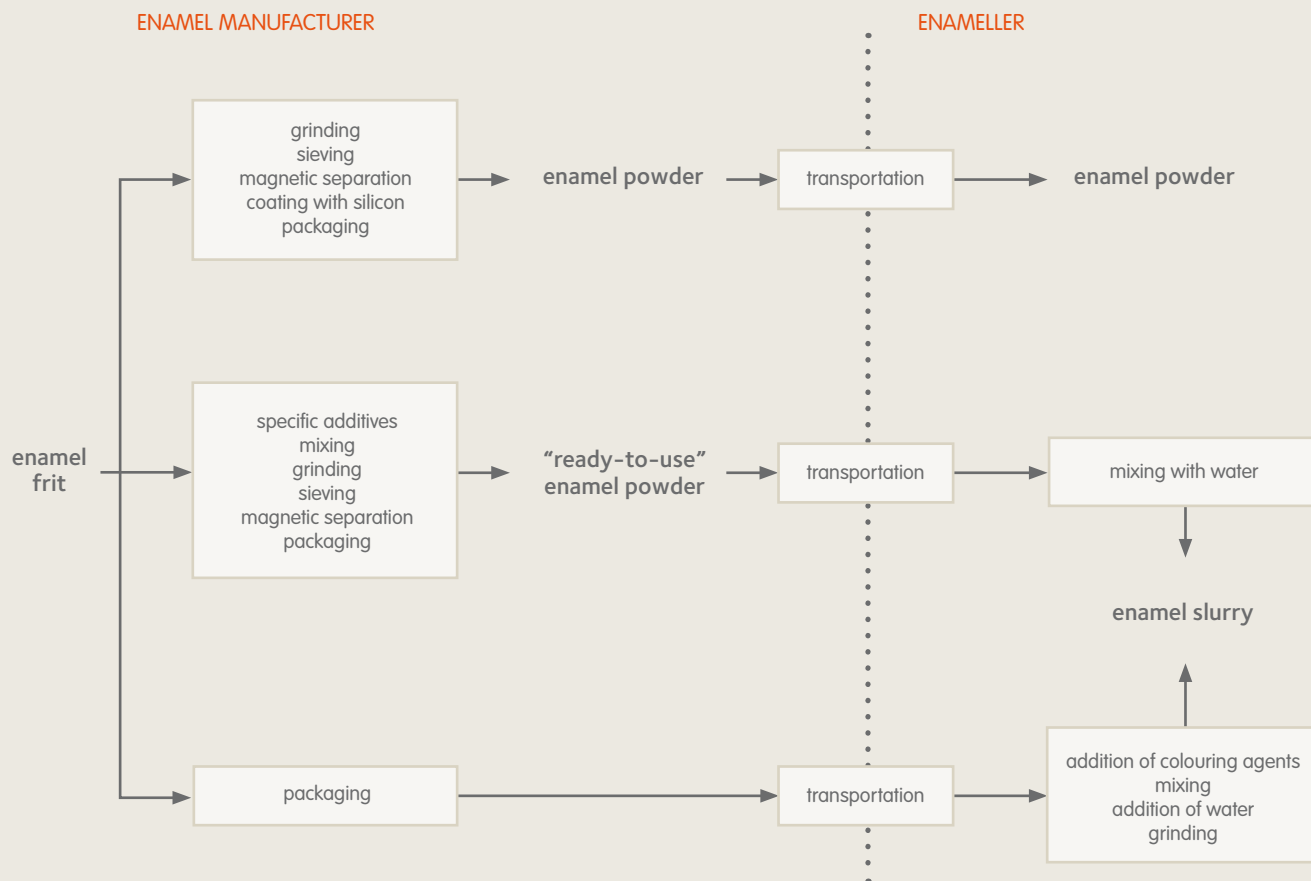 ENAMEL MANUFACTURER
ENAMELLER
grinding
sieving
magnetic separation
coating with silicon
packaging
enamel powder
transportation
enamel powder
enamel
frit
specific additives
mixing
grinding
sieving
magnetic separation
packaging
“ready-to-use”
enamel powder
transportation
mixing with water
enamel slurry
packaging
transportation
addition of colouring agents
mixing
addition of water
grinding